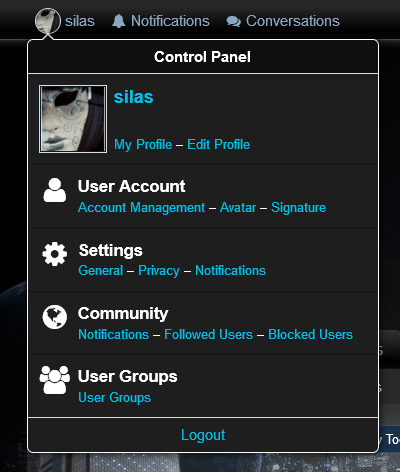 silas Notifications Conversations
Control Panel
silas
My Profile – Edit Profile
User Account
Account Management – Avatar – Signature
Settings
General – Privacy – Notifications
Community
Notifications – Followed Users – Blocked Users
User Groups
User Groups
Logout